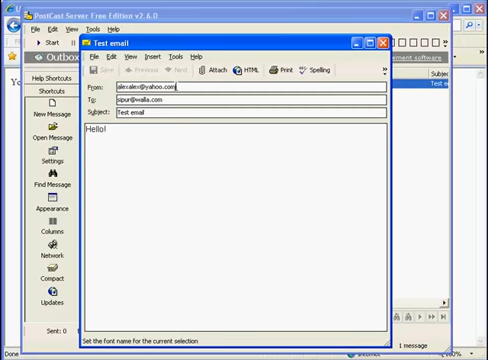 PostCast Server Free Edition v2.6.0
File Edit View Tools Help
Start
Outbox
ment software
Help Shortcuts
Shortcuts
New Message
Open Message
Settings
Find Message
Appearance
Columns
Network
Compact
Updates
Sent: 0
1 message
Subject
Test e
Done
Test email
File Edit View Insert Tools Help
Save Previous Next Attach HTML Print Spelling
From: alexalex@yahoo.com
To: sipur@walla.com
Subject: Test email
Hello!
Set the font name for the current selection